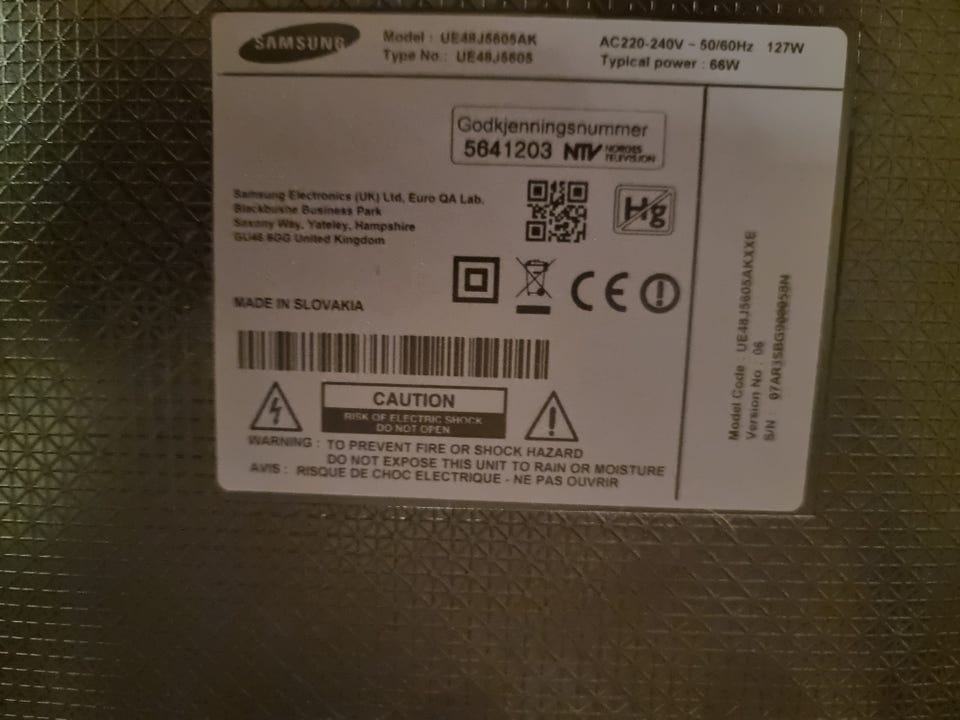 SAMSUNG
Model : UE48J5605AK
Type No.: UE48J5605
AC220-240V ~ 50/60Hz 127W
Typical power : 66W
Godkjenningsnummer
5641203 NTV NORGES TELEVISJON
Samsung Electronics (UK) Ltd, Euro QA Lab.
Blackbushe Business Park
Saxony Way, Yateley, Hampshire
GU46 6GG United Kingdom
Hg
CE
MADE IN SLOVAKIA
CAUTION
RISK OF ELECTRIC SHOCK
DO NOT OPEN
WARNING : TO PREVENT FIRE OR SHOCK HAZARD
DO NOT EXPOSE THIS UNIT TO RAIN OR MOISTURE
AVIS : RISQUE DE CHOC ELECTRIQUE - NE PAS OUVRIR
Model Code : UE48J5605AKXXE
Version No : 06
S/N :